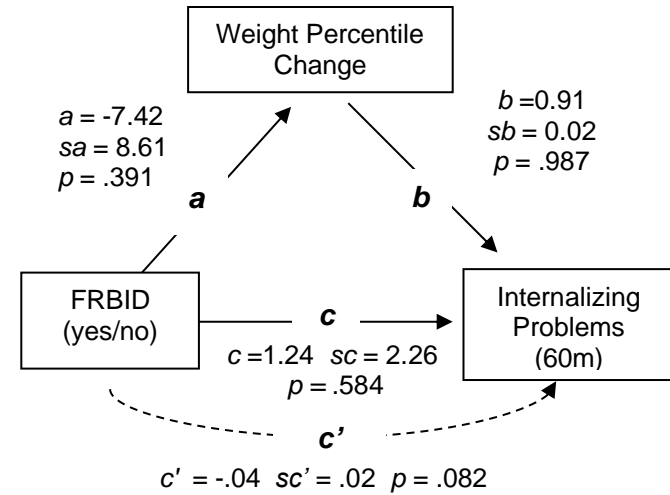 Weight Percentile
Change
a = -7.42
sa = 8.61
p = .391
a
b =0.91
sb = 0.02
p = .987
b
FRBID
(yes/no)
c
c =1.24 sc = 2.26
p = .584
Internalizing
Problems
(60m)
c’
c' = -.04 sc’ = .02 p = .082